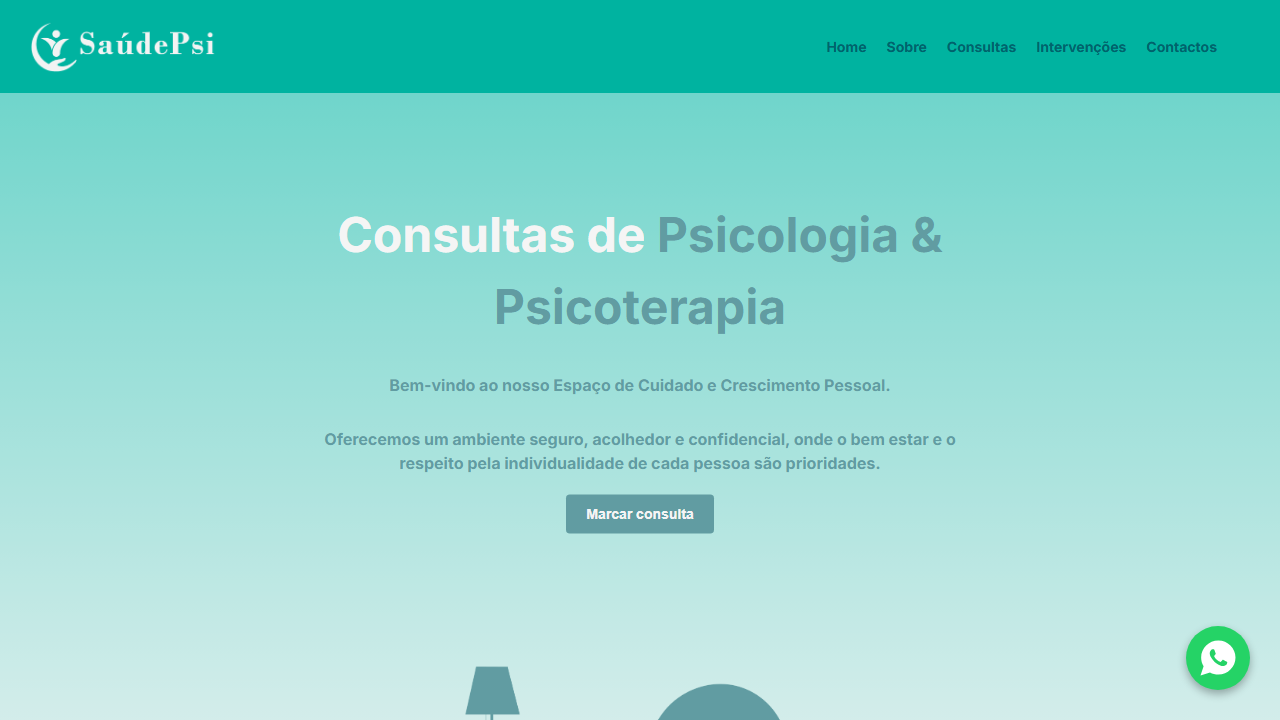 SaúdePsi
Home Sobre Consultas Intervenções Contactos
Consultas de Psicologia &
Psicoterapia
Bem-vindo ao nosso Espaço de Cuidado e Crescimento Pessoal.
Oferecemos um ambiente seguro, acolhedor e confidencial, onde o bem estar e o
respeito pela individualidade de cada pessoa são prioridades.
Marcar consulta